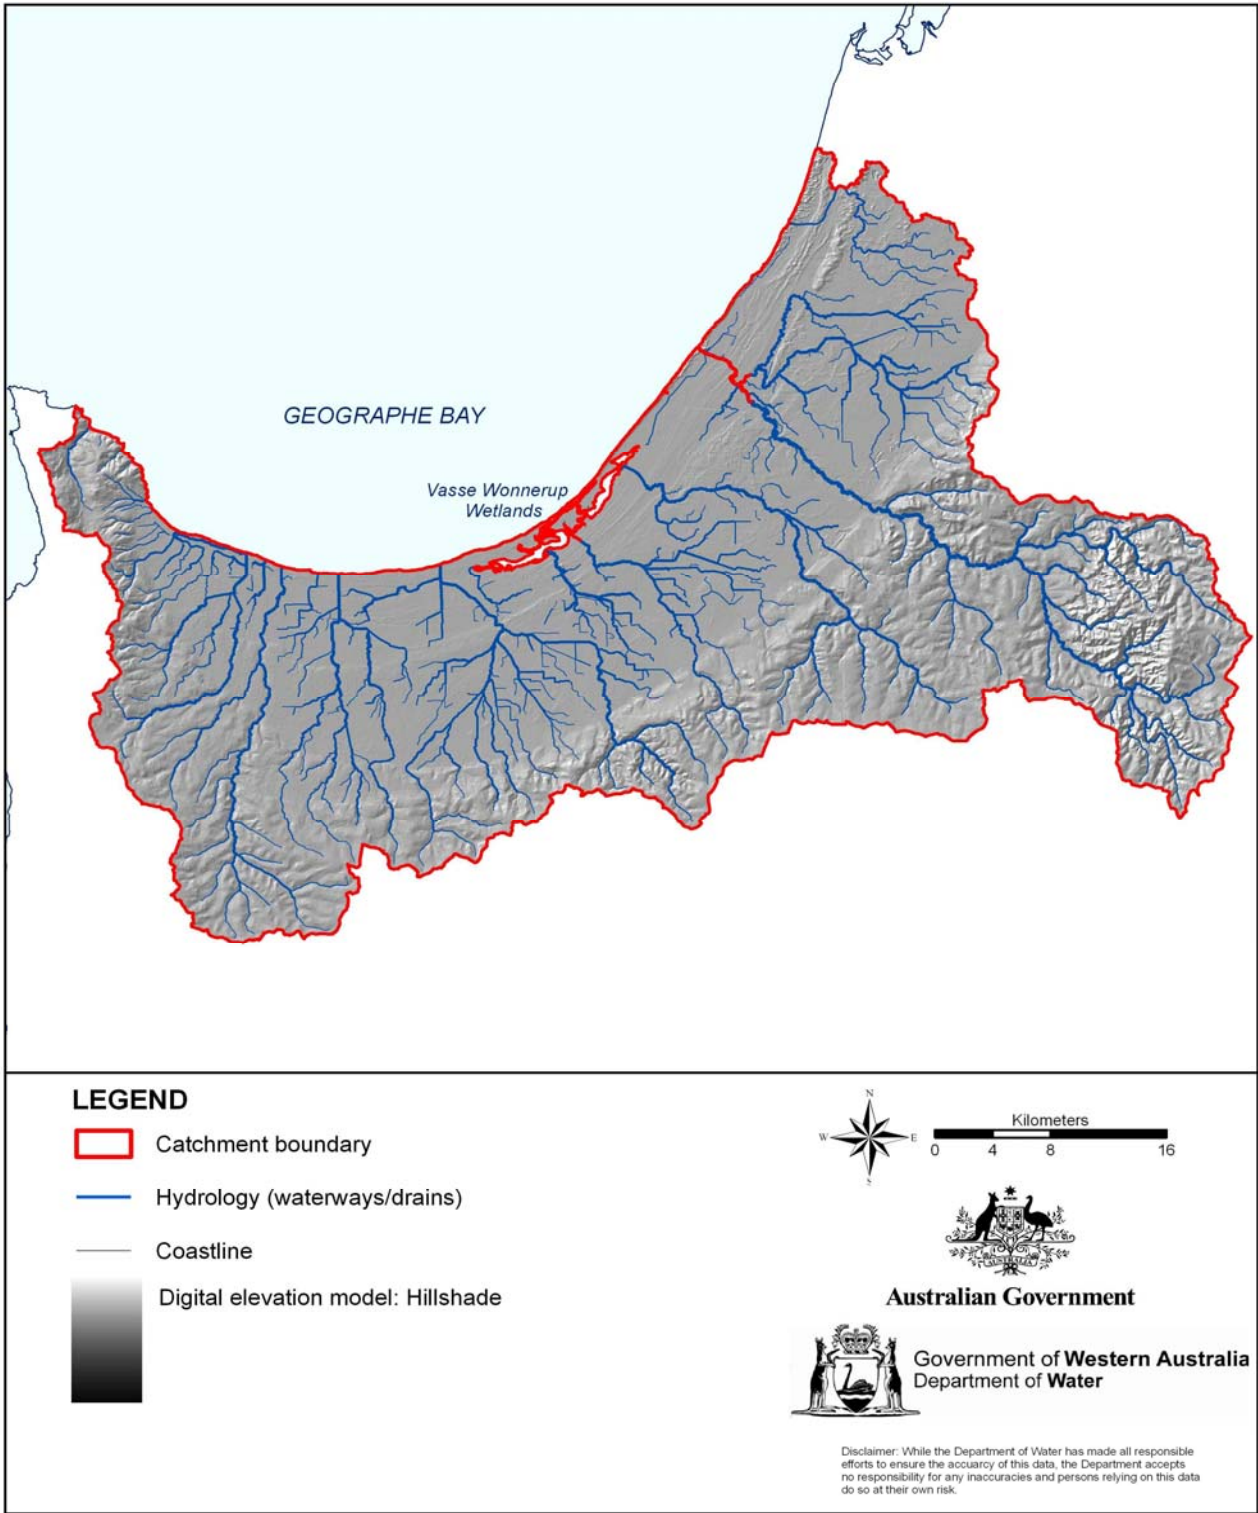 GEOGRAPHE BAY
Vasse Wonnerup
Wetlands
LEGEND
Catchment boundary
Hydrology (waterways/drains)
Coastline
Digital elevation model: Hillshade
N
W
E
S
Kilometers
0 4 8 16
AUSTRALIA
Australian Government
Government of Western Australia
Department of Water
Disclaimer: While the Department of Water has made all responsible
efforts to ensure the accuarcy of this data, the Department accepts
no responsibility for any inaccuracies and persons relying on this data
do so at their own risk.